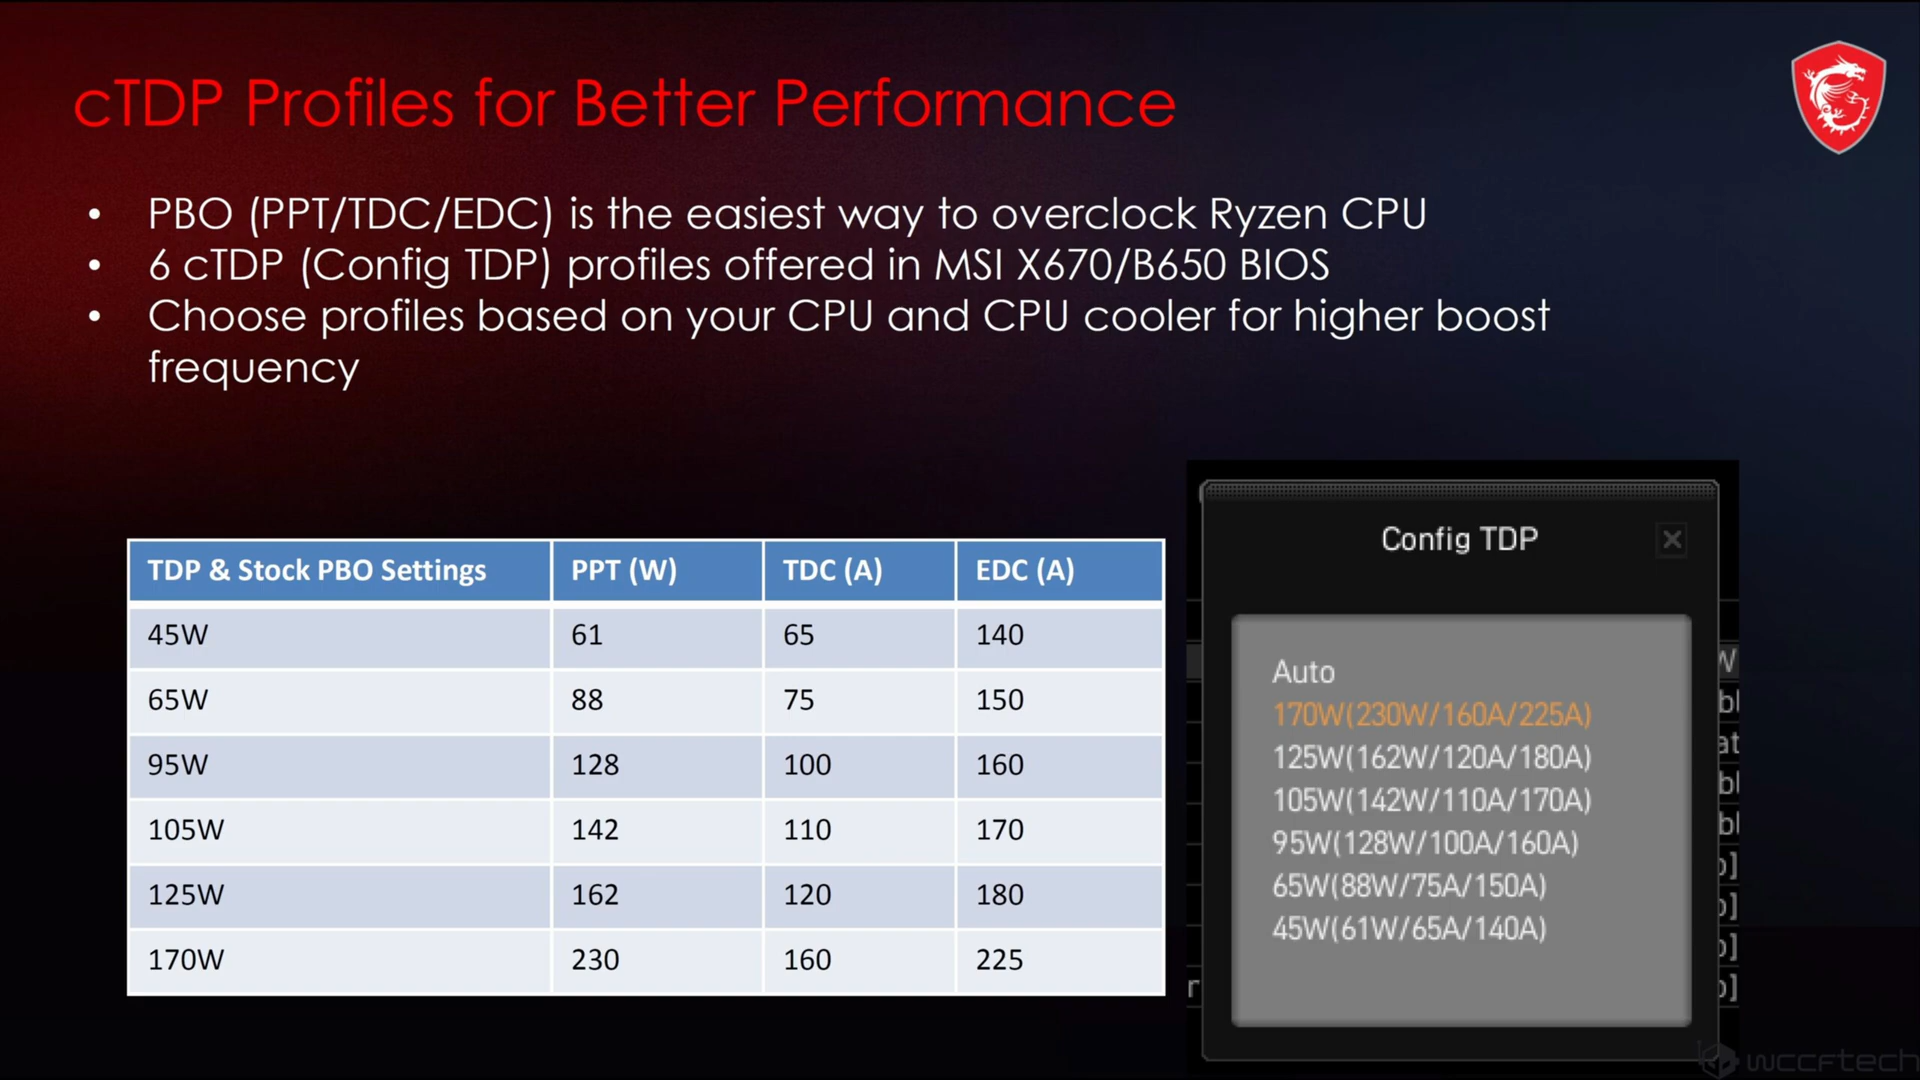 cTDP Profiles for Better Performance
• PBO (PPT/TDC/EDC) is the easiest way to overclock Ryzen CPU
• 6 cTDP (Config TDP) profiles offered in MSI X670/B650 BIOS
• Choose profiles based on your CPU and CPU cooler for higher boost
frequency
TDP & Stock PBO Settings PPT (W) TDC (A) EDC (A)
45W 61 65 140
65W 88 75 150
95W 128 100 160
105W 142 110 170
125W 162 120 180
170W 230 160 225
Config TDP
Auto
170W(230W/160A/225A)
125W(162W/120A/180A)
105W(142W/110A/170A)
95W(128W/100A/160A)
65W(88W/75A/150A)
45W(61W/65A/140A)
wccftech